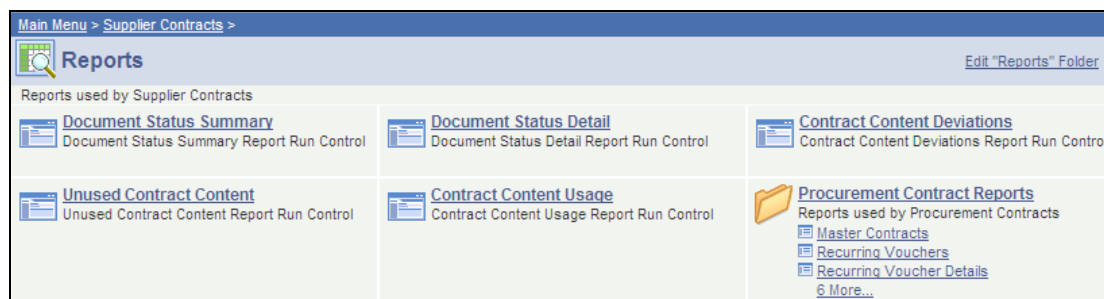 Main Menu > Supplier Contracts >
Reports
Edit "Reports" Folder
Reports used by Supplier Contracts
Document Status Summary
Document Status Summary Report Run Control
Document Status Detail
Document Status Detail Report Run Control
Contract Content Deviations
Contract Content Deviations Report Run Contro
Unused Contract Content
Unused Contract Content Report Run Control
Contract Content Usage
Contract Content Usage Report Run Control
Procurement Contract Reports
Reports used by Procurement Contracts
Master Contracts
Recurring Vouchers
Recurring Voucher Details
6 More...